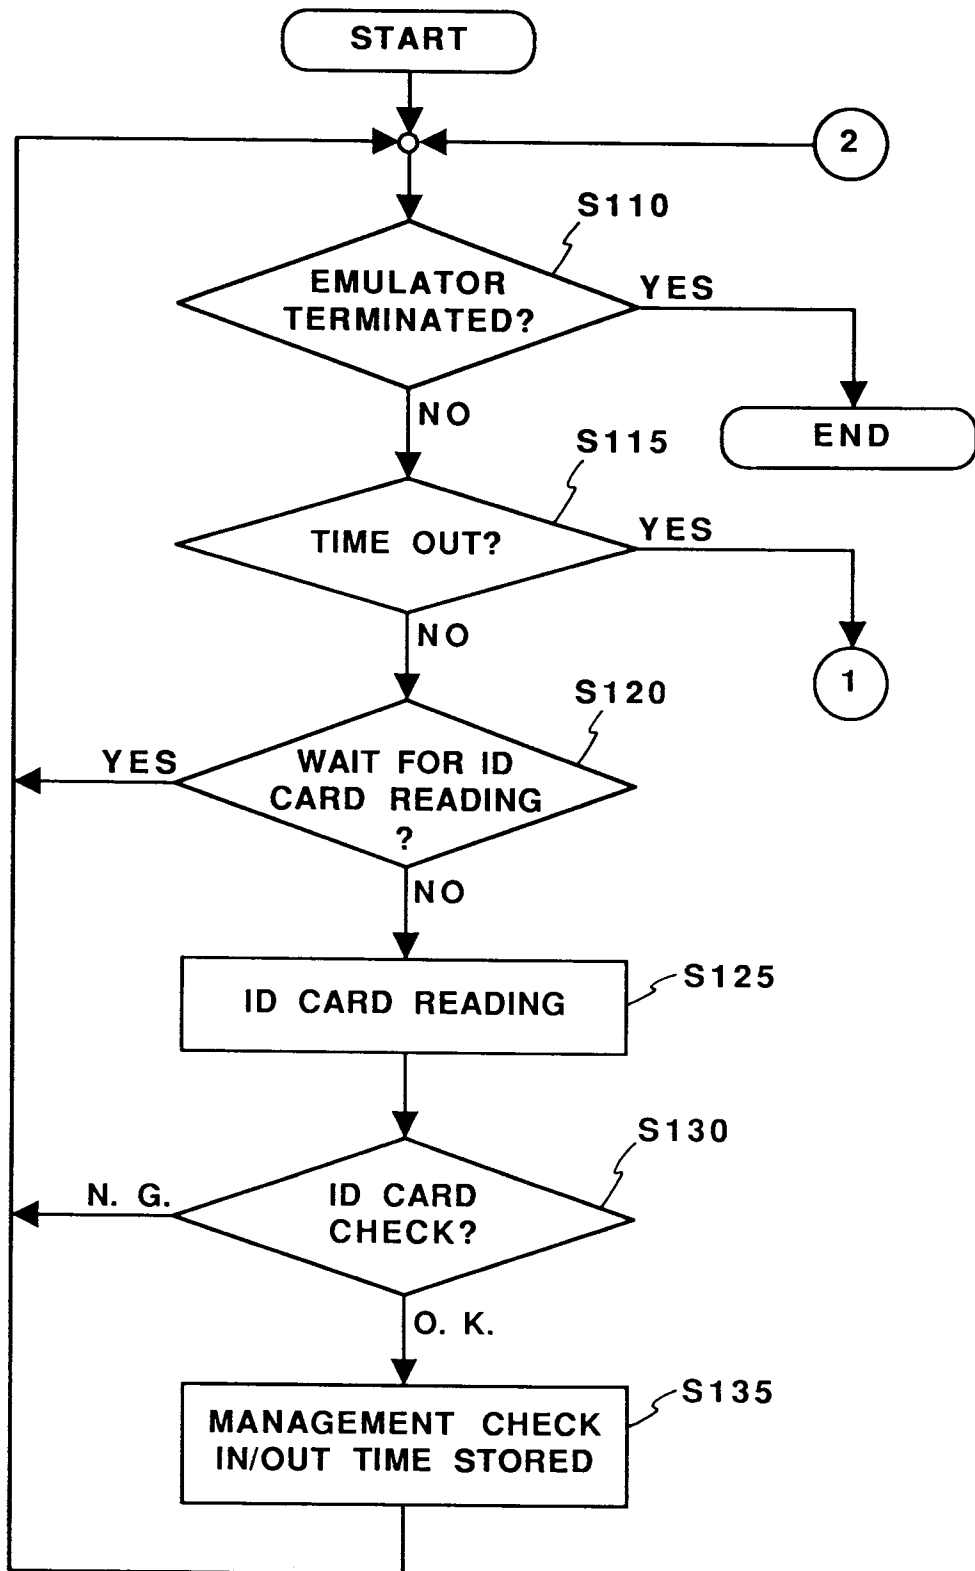 START
2
S110
EMULATOR
TERMINATED?
YES
NO
END
S115
TIME OUT?
YES
NO
1
S120
WAIT FOR ID
CARD READING
?
YES
NO
S125
ID CARD READING
S130
ID CARD
CHECK?
N. G.
O. K.
S135
MANAGEMENT CHECK
IN/OUT TIME STORED